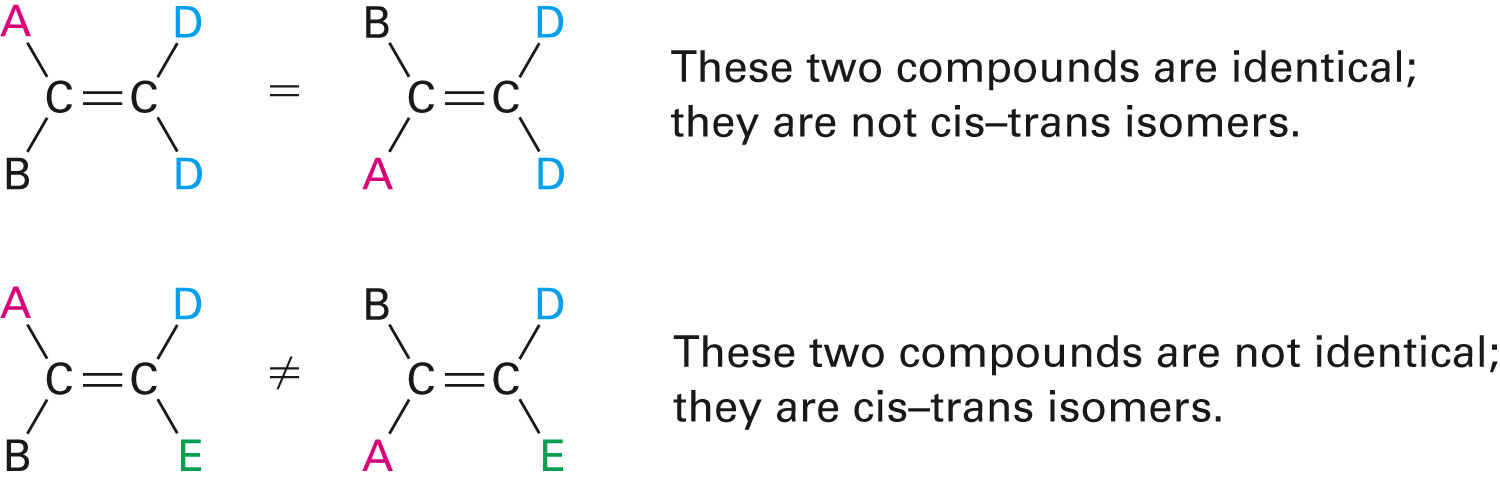 A D B D
C=C = C=C These two compounds are identical;
they are not cis–trans isomers.
B D A D
A D B D
C=C ≠ C=C These two compounds are not identical;
they are cis–trans isomers.
B E A E